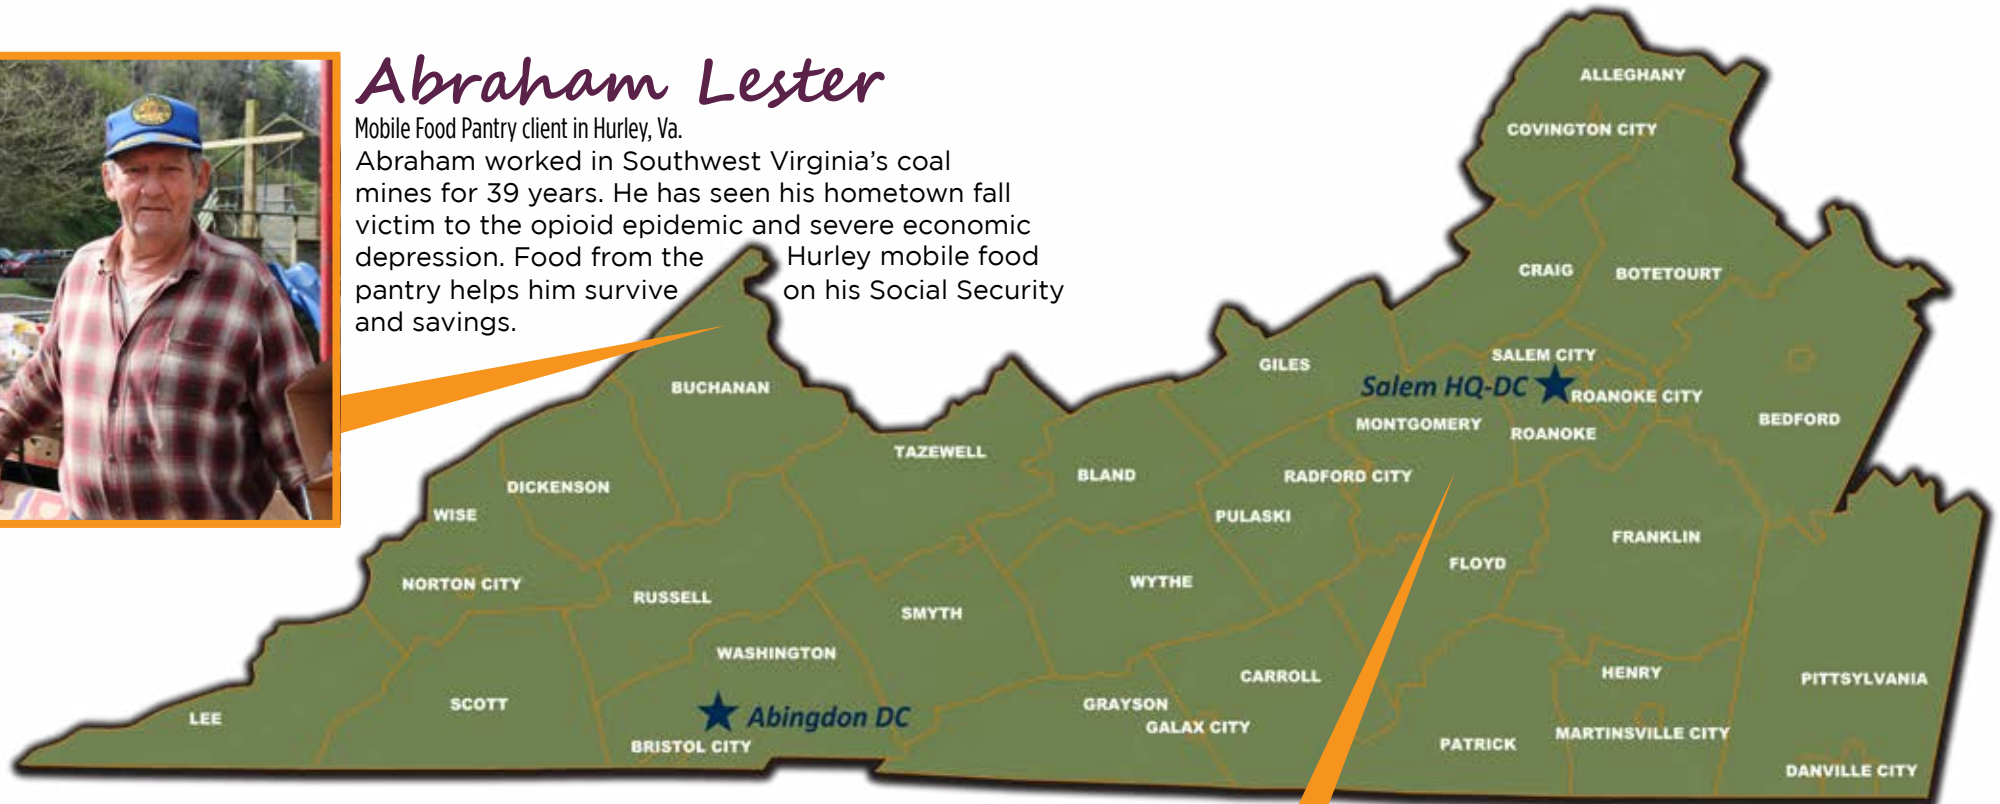 Abraham Lester
Mobile Food Pantry client in Hurley, Va.
Abraham worked in Southwest Virginia’s coal
mines for 39 years. He has seen his hometown fall
victim to the opioid epidemic and severe economic
depression. Food from the Hurley mobile food
pantry helps him survive on his Social Security
and savings.
ALLEGHANY
COVINGTON CITY
CRAIG
BOTETOURT
SALEM CITY
GILES
Salem HQ-DC
ROANOKE CITY
BUCHANAN
MONTGOMERY
ROANOKE
BEDFORD
TAZEWELL
BLAND
RADFORD CITY
DICKENSON
WISE
PULASKI
FRANKLIN
FLOYD
NORTON CITY
WYTHE
RUSSELL
SMYTH
WASHINGTON
HENRY
CARROLL
PITTSYLVANIA
SCOTT
GRAYSON
LEE
Abingdon DC
GALAX CITY
MARTINSVILLE CITY
BRISTOL CITY
PATRICK
DANVILLE CITY